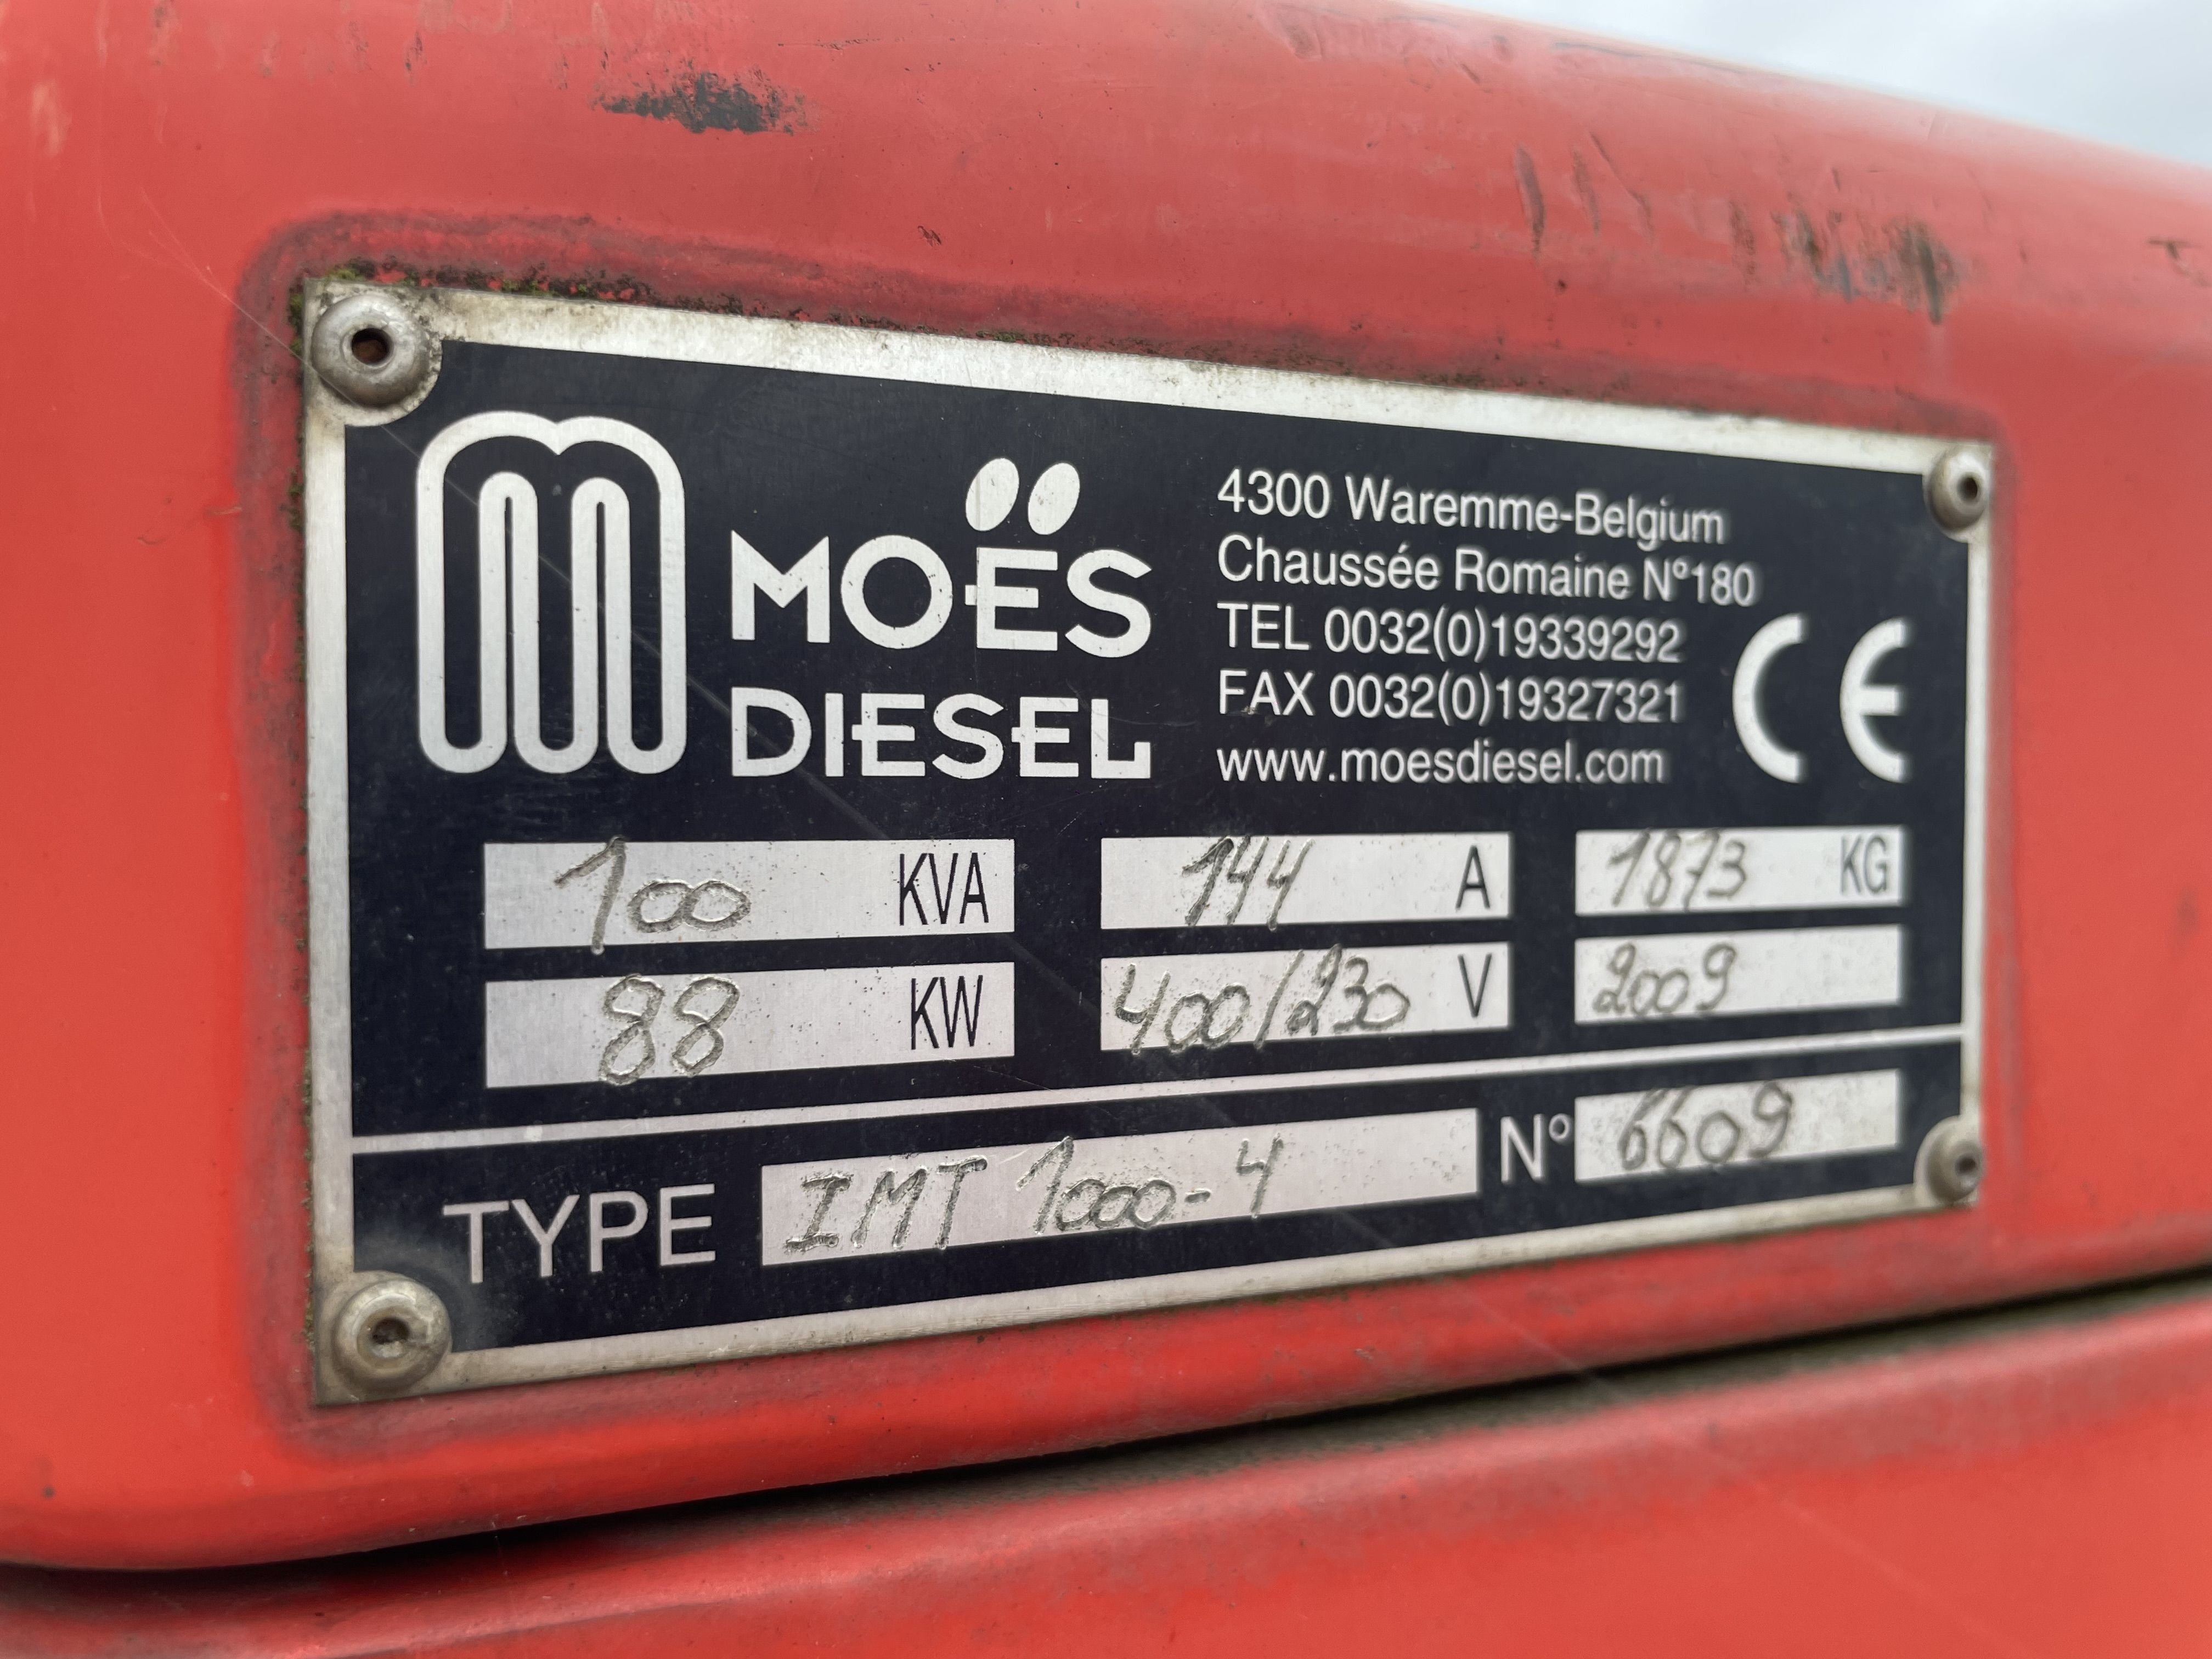 MOËS
DIESEL
4300 Waremme-Belgium
Chaussée Romaine N°180
TEL 0032(0)19339292
FAX 0032(0)19327321
www.moesdiesel.com
CE
100 KVA
144 A
1873 KG
88 KW
400/230 V
2009
TYPE IMT 1000-4
N° 6609